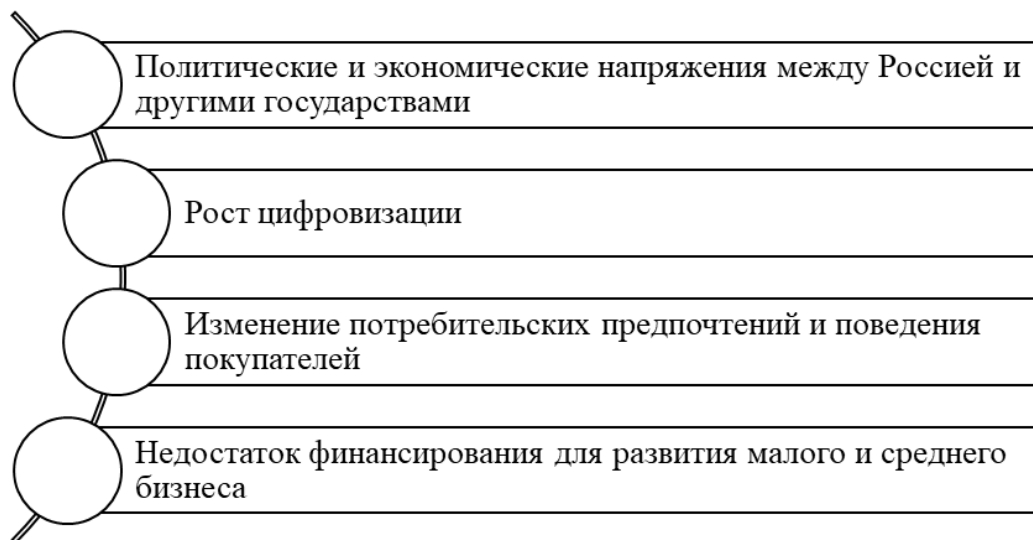 Политические и экономические напряжения между Россией и
другими государствами
Рост цифровизации
Изменение потребительских предпочтений и поведения
покупателей
Недостаток финансирования для развития малого и среднего
бизнеса